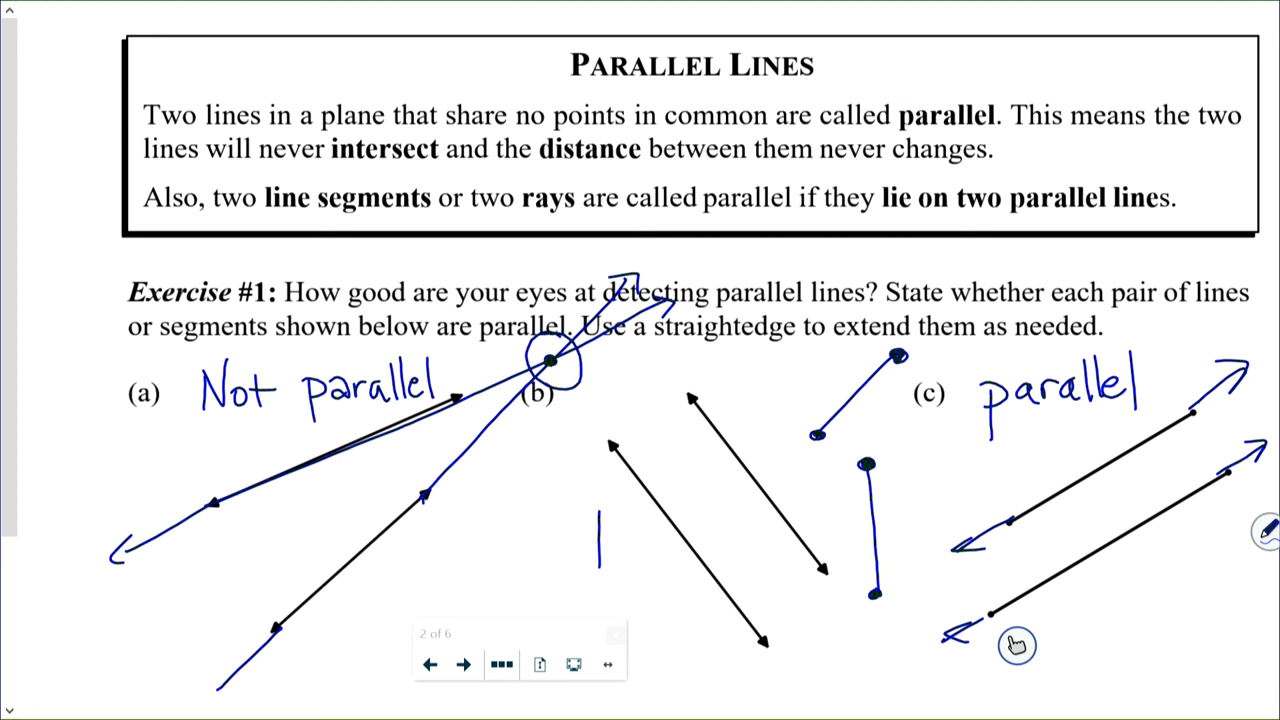 PARALLEL LINES
Two lines in a plane that share no points in common are called parallel. This means the two
lines will never intersect and the distance between them never changes.
Also, two line segments or two rays are called parallel if they lie on two parallel lines.
Exercise #1: How good are your eyes at detecting parallel lines? State whether each pair of lines
or segments shown below are parallel. Use a straightedge to extend them as needed.
(a) Not parallel
(b)
(c) parallel
2 of 6